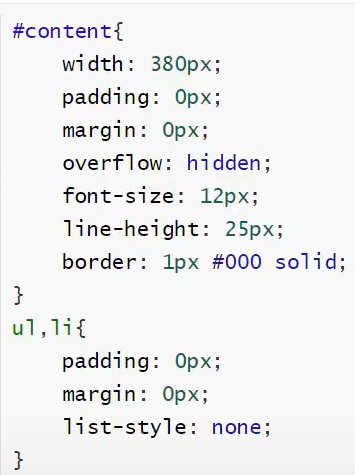 #content{
    width: 380px;
    padding: 0px;
    margin: 0px;
    overflow: hidden;
    font-size: 12px;
    line-height: 25px;
    border: 1px #000 solid;
}
ul,li{
    padding: 0px;
    margin: 0px;
    list-style: none;
}